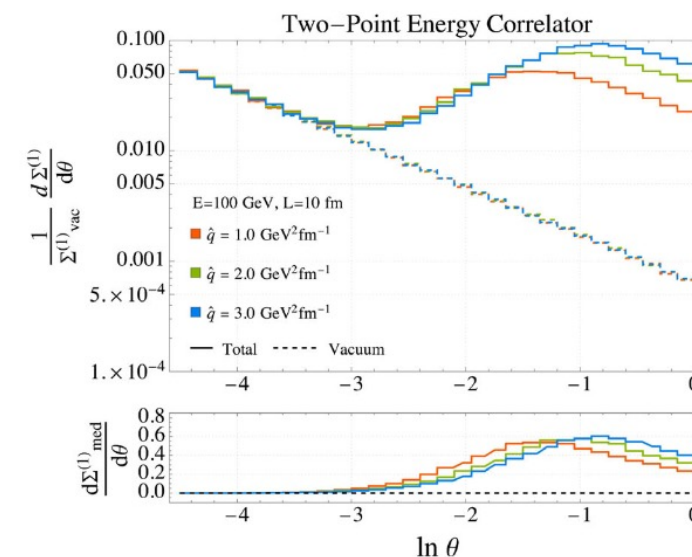 Two−Point Energy Correlator
0.100
0.050
0.010
0.005
0.001
5.×10⁻⁴
1.×10⁻⁴
1/Σ⁽¹⁾vac dΣ⁽¹⁾/dθ
E=100 GeV, L=10 fm
q̂ = 1.0 GeV²fm⁻¹
q̂ = 2.0 GeV²fm⁻¹
q̂ = 3.0 GeV²fm⁻¹
Total Vacuum
−4 −3 −2 −1 0
0.8
0.6
0.4
0.2
0.0
dΣ⁽¹⁾med/dθ
−4 −3 −2 −1 0
ln θ